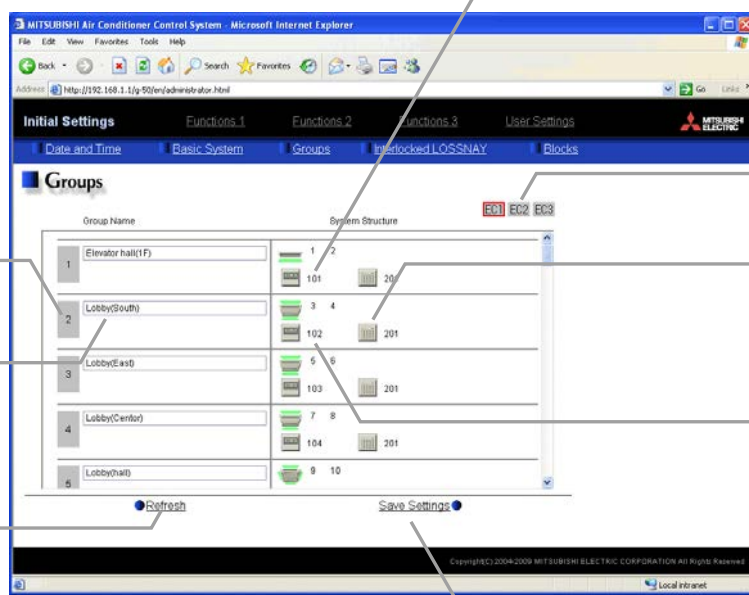 MITSUBISHI Air Conditioner Control System - Microsoft Internet Explorer
File Edit View Favorites Tools Help
Back Search Favorites
Address http://192.168.1.1/g-50/en/administrator.html Go Links
Initial Settings Functions 1 Functions 2 Functions 3 User Settings MITSUBISHI ELECTRIC
Date and Time Basic System Groups Interlocked LOSSNAY Blocks
Groups
EC1 EC2 EC3
Group Name System Structure
1 Elevator hall(1F) 1 2
101
2 Lobby(South) 3 4
102 201
3 Lobby(East) 5 6
103 201
4 Lobby(Center) 7 8
104 201
5 Lobby(hall) 9 10
Refresh Save Settings
Copyright(C) 2004-2009 MITSUBISHI ELECTRIC CORPORATION All Rights Reserved
Local intranet